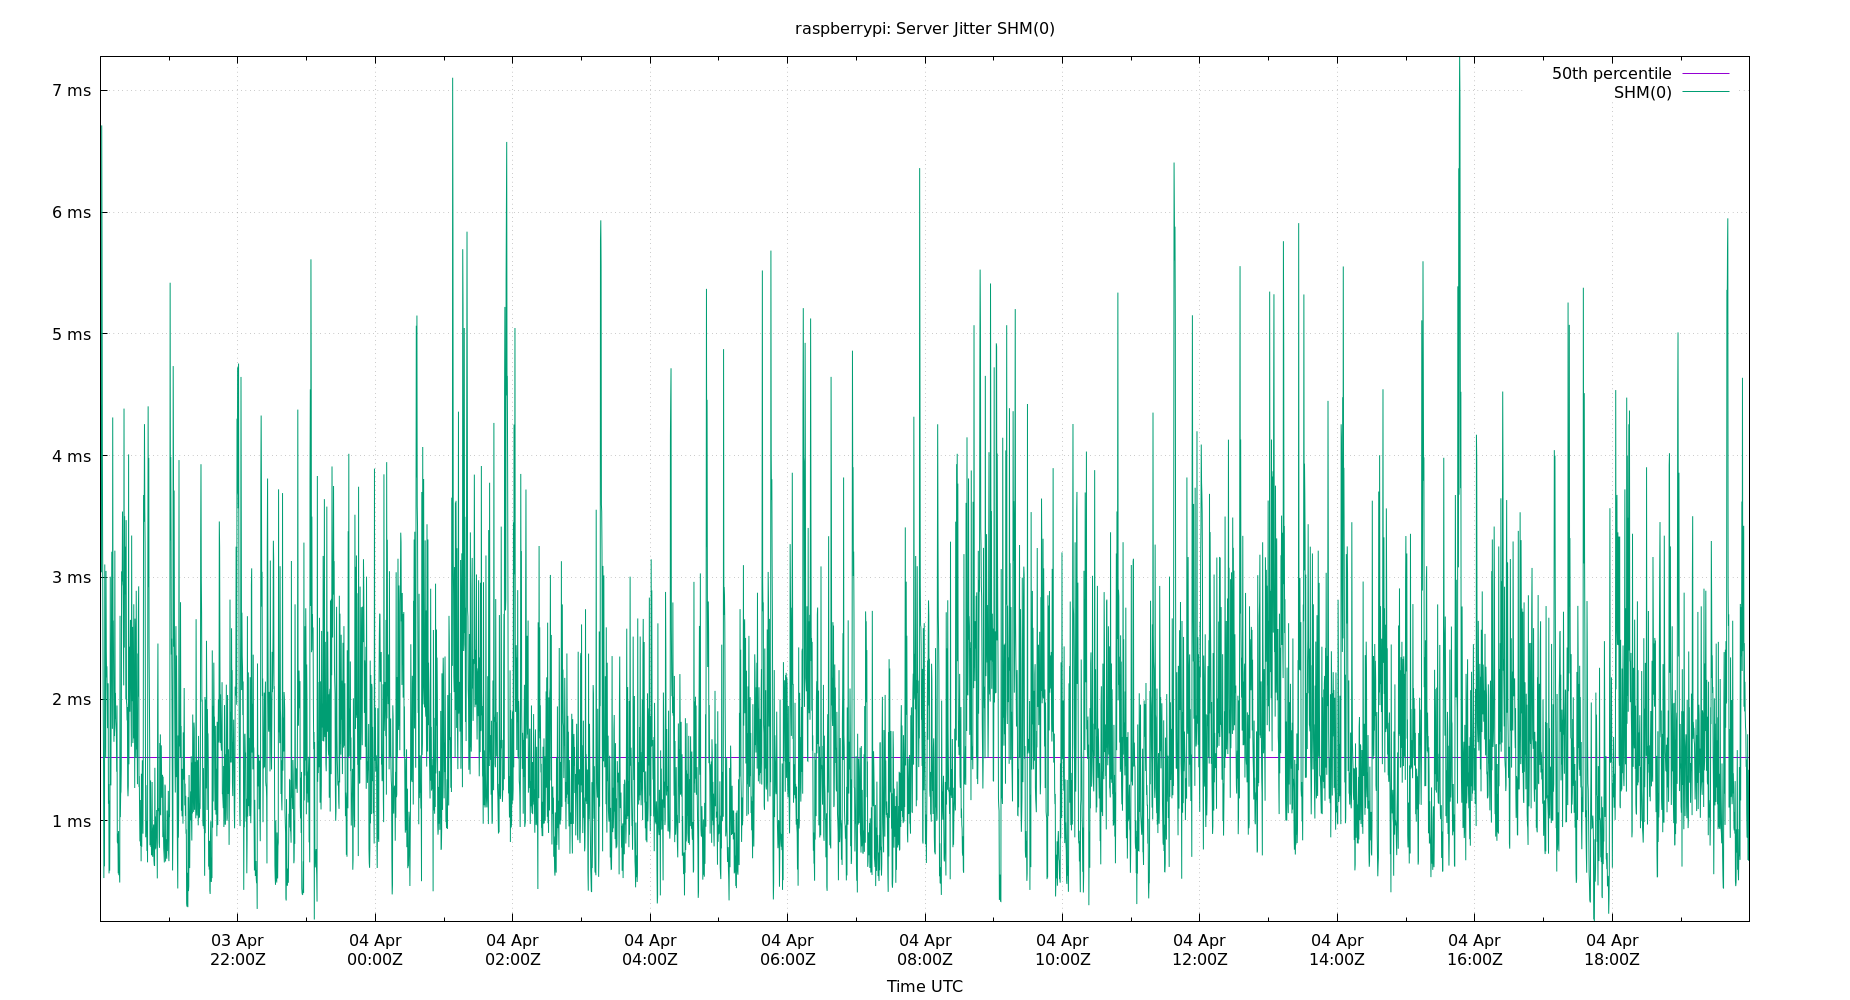 raspberrypi: Server Jitter SHM(0)
50th percentile
SHM(0)
7 ms
6 ms
5 ms
4 ms
3 ms
2 ms
1 ms
03 Apr 04 Apr 04 Apr 04 Apr 04 Apr 04 Apr 04 Apr 04 Apr 04 Apr 04 Apr 04 Apr
22:00Z 00:00Z 02:00Z 04:00Z 06:00Z 08:00Z 10:00Z 12:00Z 14:00Z 16:00Z 18:00Z
Time UTC